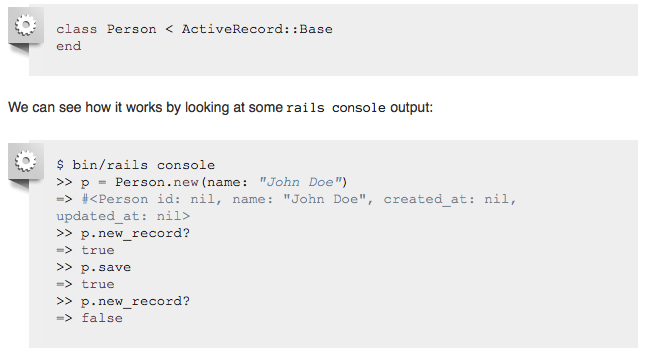 class Person < ActiveRecord::Base
end
We can see how it works by looking at some rails console output:
$ bin/rails console
>> p = Person.new(name: "John Doe")
=> #<Person id: nil, name: "John Doe", created_at: nil,
updated_at: nil>
>> p.new_record?
=> true
>> p.save
=> true
>> p.new_record?
=> false